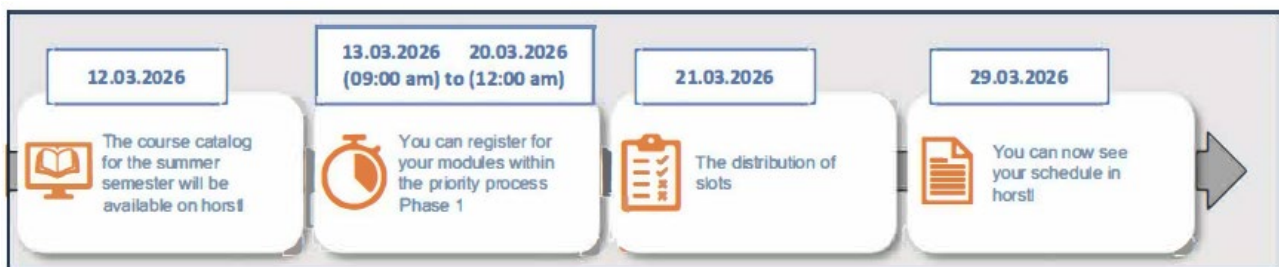 12.03.2026
The course catalog
for the summer
semester will be
available on horstl
13.03.2026 20.03.2026
(09:00 am) to (12:00 am)
You can register for
your modules within
the priority process
Phase 1
21.03.2026
The distribution of
slots
29.03.2026
You can now see
your schedule in
horstl